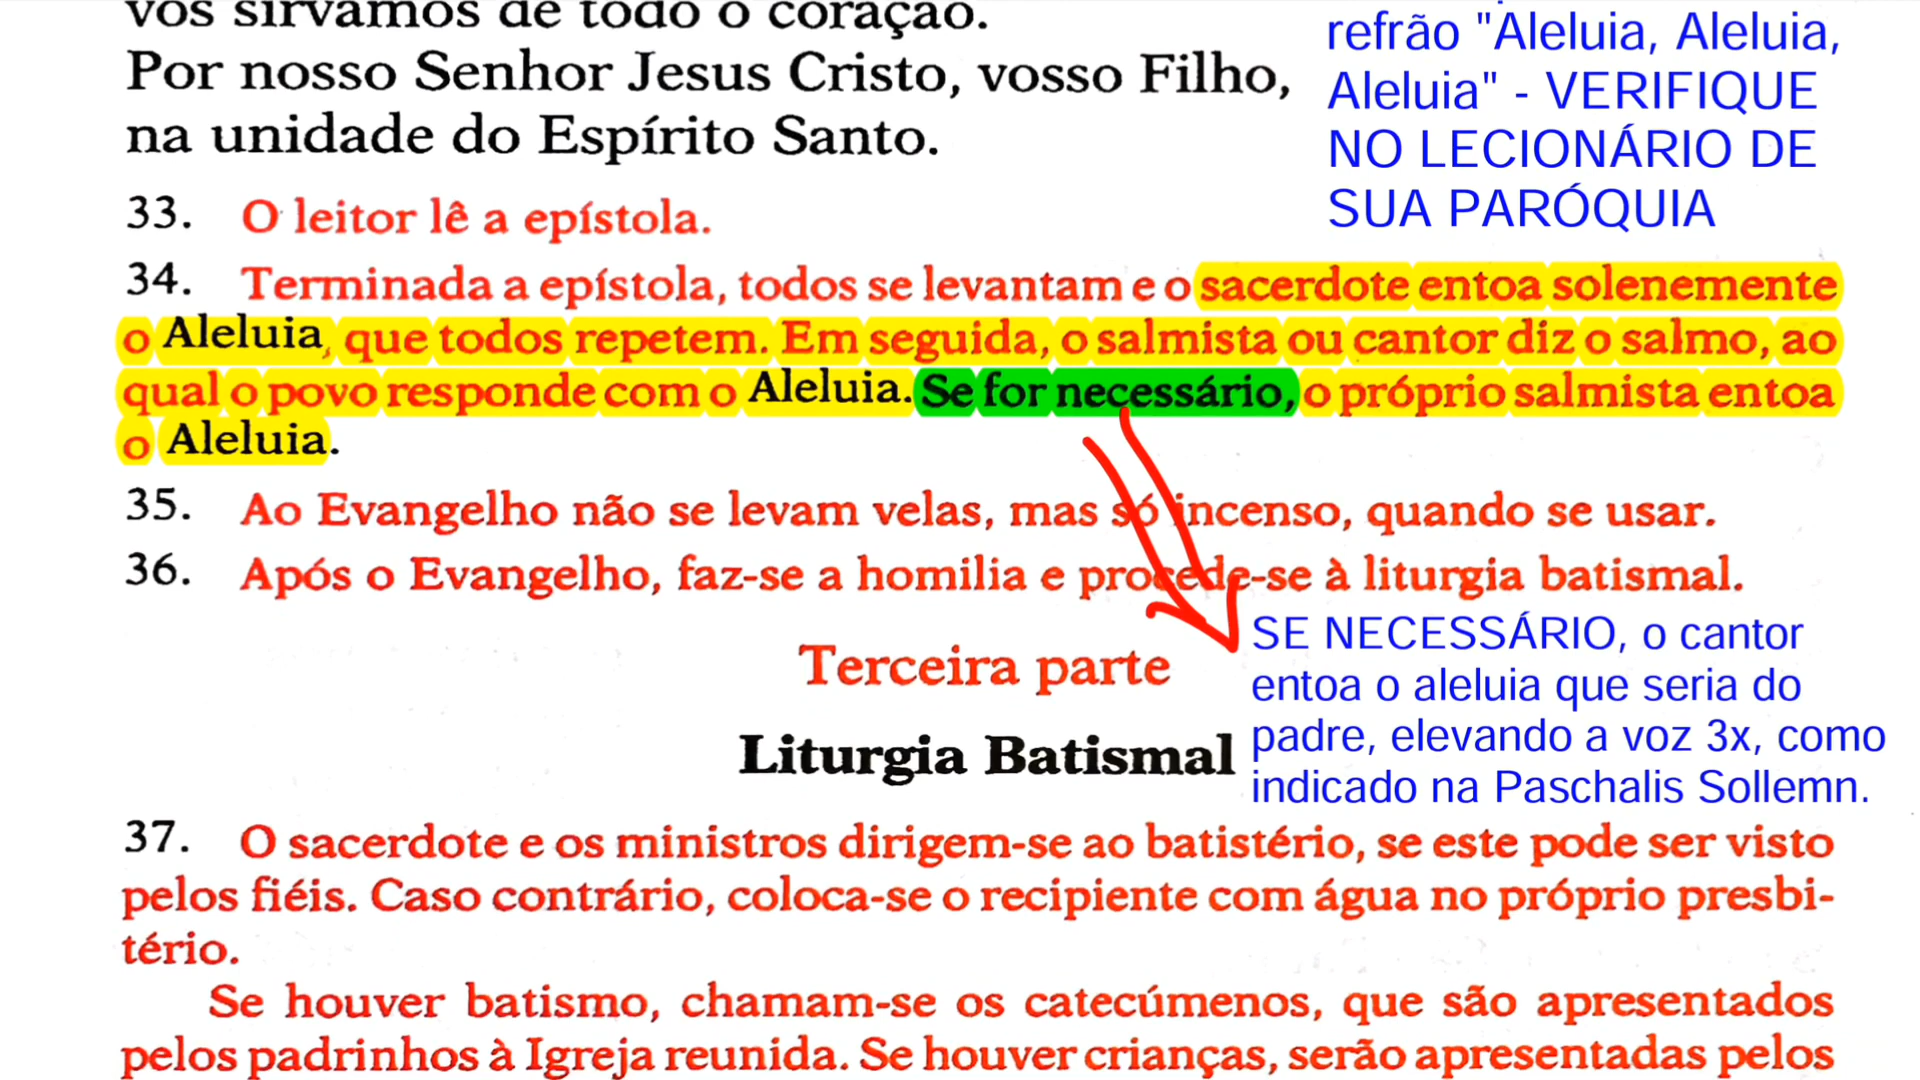 vos sirvamos de todo o coração.
Por nosso Senhor Jesus Cristo, vosso Filho,
na unidade do Espírito Santo.
refrão "Aleluia, Aleluia,
Aleluia" - VERIFIQUE
NO LECIONÁRIO DE
SUA PARÓQUIA
33. O leitor lê a epístola.
34. Terminada a epístola, todos se levantam e o sacerdote entoa solenemente
o Aleluia, que todos repetem. Em seguida, o salmista ou cantor diz o salmo, ao
qual o povo responde com o Aleluia. Se for necessário, o próprio salmista entoa
o Aleluia.
35. Ao Evangelho não se levam velas, mas só incenso, quando se usar.
36. Após o Evangelho, faz-se a homilia e procede-se à liturgia batismal.
Terceira parte
Liturgia Batismal
SE NECESSÁRIO, o cantor
entoa o aleluia que seria do
padre, elevando a voz 3x, como
indicado na Paschalis Sollemn.
37. O sacerdote e os ministros dirigem-se ao batistério, se este pode ser visto
pelos fiéis. Caso contrário, coloca-se o recipiente com água no próprio presbi-
tério.
Se houver batismo, chamam-se os catecúmenos, que são apresentados
pelos padrinhos à Igreja reunida. Se houver crianças, serão apresentadas pelos